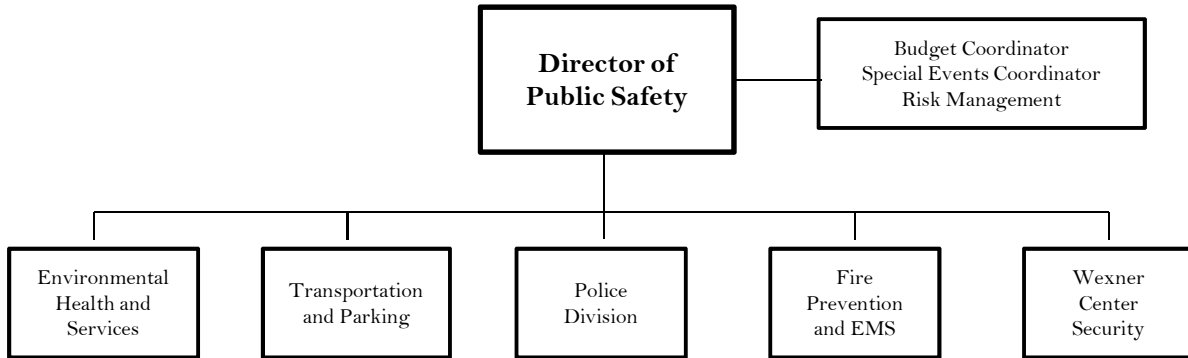 Director of
Public Safety
Budget Coordinator
Special Events Coordinator
Risk Management
Environmental
Health and
Services
Transportation
and Parking
Police
Division
Fire
Prevention
and EMS
Wexner
Center
Security